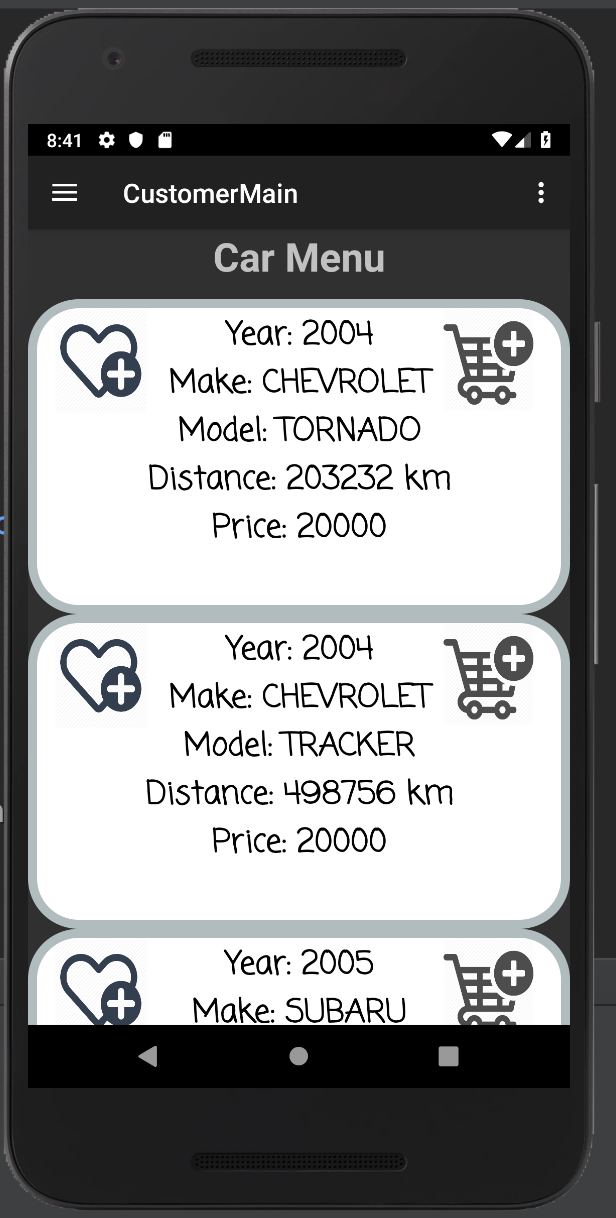 8:41
CustomerMain
Car Menu
Year: 2004
Make: CHEVROLET
Model: TORNADO
Distance: 203232 km
Price: 20000
Year: 2004
Make: CHEVROLET
Model: TRACKER
Distance: 498756 km
Price: 20000
Year: 2005
Make: SUBARU